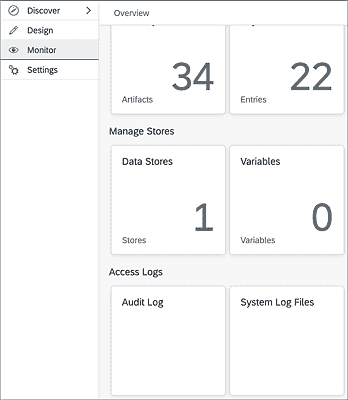 Discover
Design
Monitor
Settings
Overview
34
Artifacts
22
Entries
Manage Stores
Data Stores
1
Stores
Variables
0
Variables
Access Logs
Audit Log
System Log Files